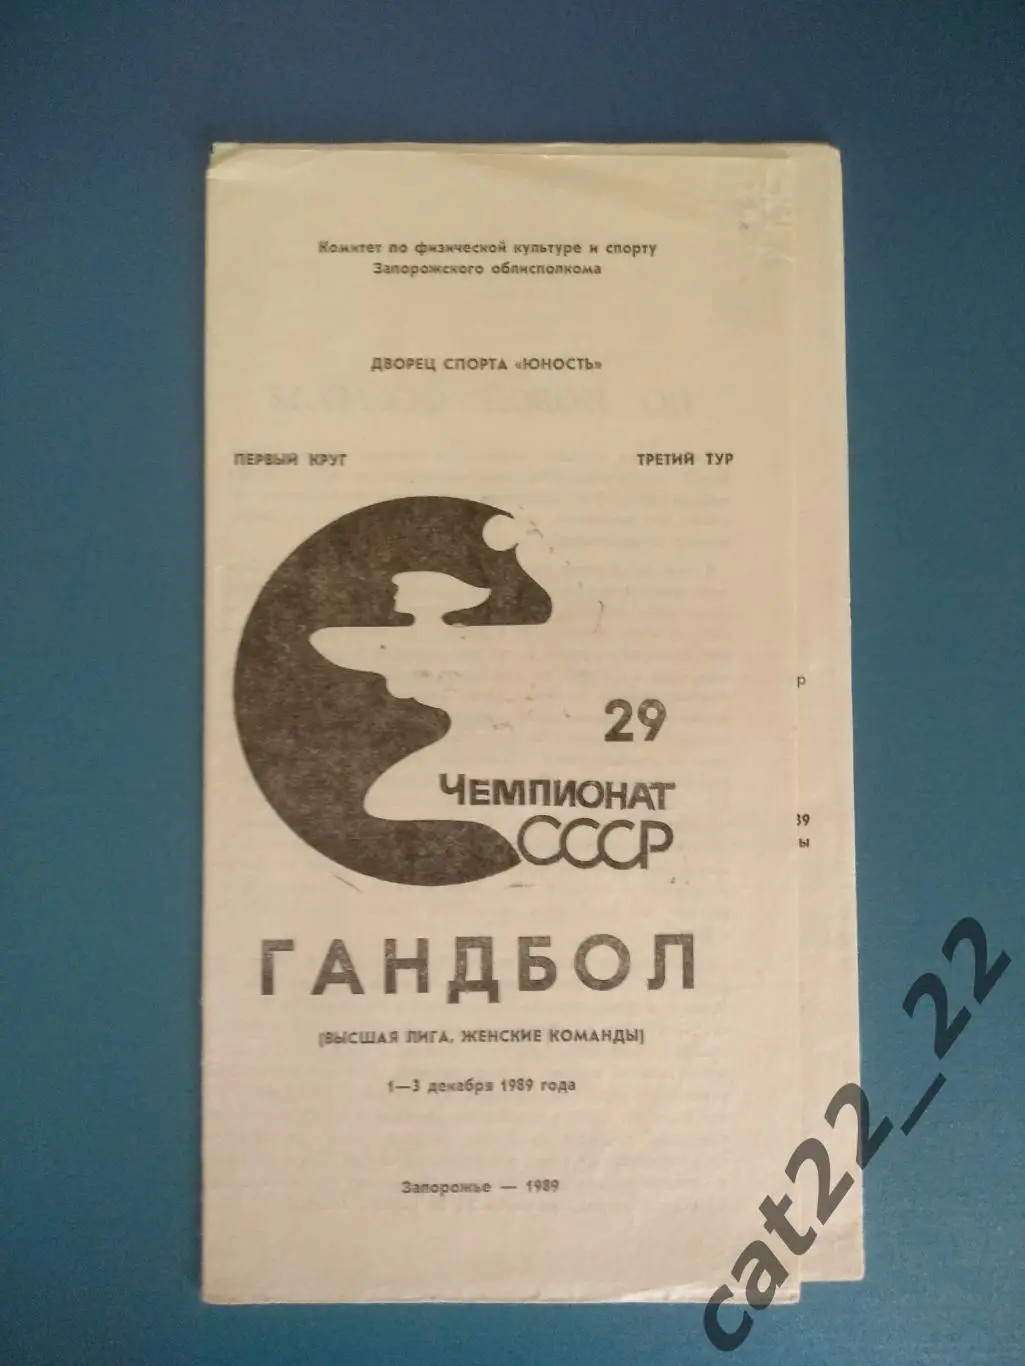 Комитет по физической культуре и спорту
Запорожского облисполкома
ДВОРЕЦ СПОРТА «ЮНОСТЬ»
ПЕРВЫЙ КРУГ ТРЕТИЙ ТУР
29
ЧЕМПИОНАТ
СССР
ГАНДБОЛ
(ВЫСШАЯ ЛИГА, ЖЕНСКИЕ КОМАНДЫ)
1—3 декабря 1989 года
Запорожье — 1989
р
89
ы
cat22_22